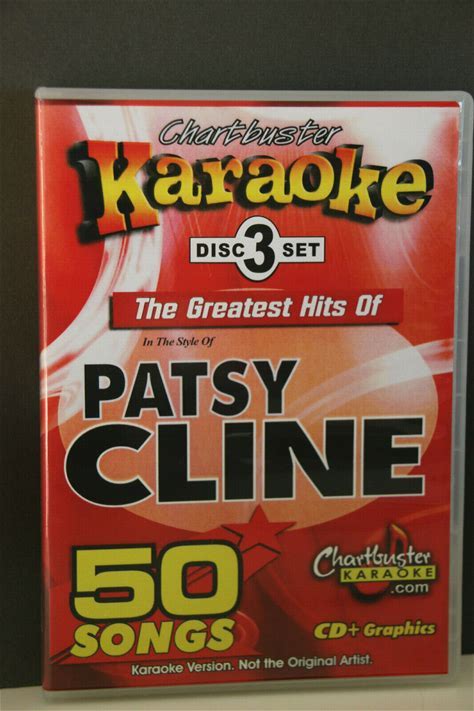 Chartbuster
Karaoke
DISC 3 SET
The Greatest Hits Of
In The Style Of
PATSY
CLINE
50
SONGS
Chartbuster
KARAOKE
.com
CD+Graphics
Karaoke Version. Not the Original Artist.